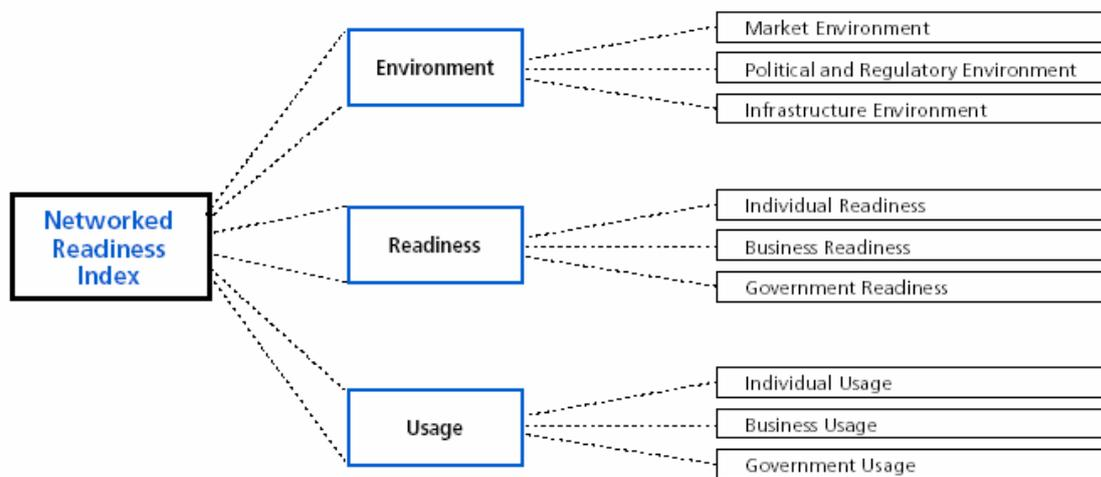 Networked
Readiness
Index
Environment
Market Environment
Political and Regulatory Environment
Infrastructure Environment
Readiness
Individual Readiness
Business Readiness
Government Readiness
Usage
Individual Usage
Business Usage
Government Usage